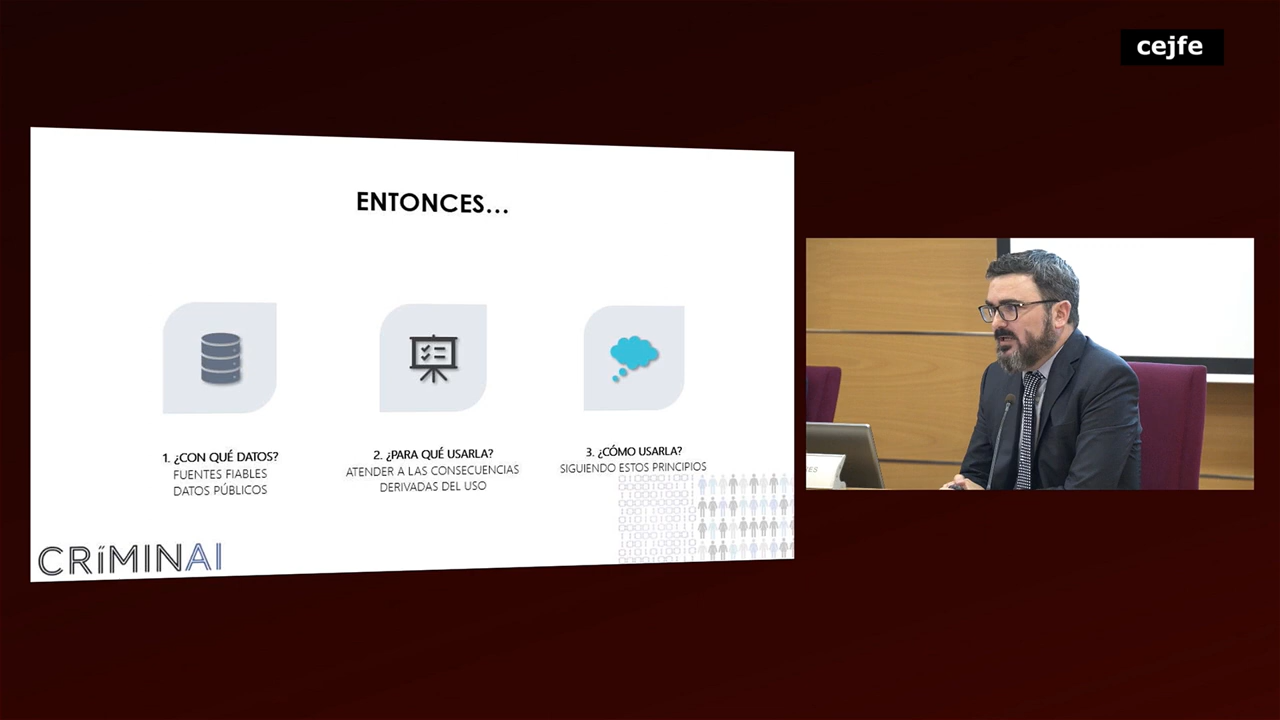 cejfe
ENTONCES...
1. ¿CON QUÉ DATOS?
FUENTES FIABLES
DATOS PÚBLICOS
2. ¿PARA QUÉ USARLA?
ATENDER A LAS CONSECUENCIAS
DERIVADAS DEL USO
3. ¿CÓMO USARLA?
SIGUIENDO ESTOS PRINCIPIOS
CRíMINAI